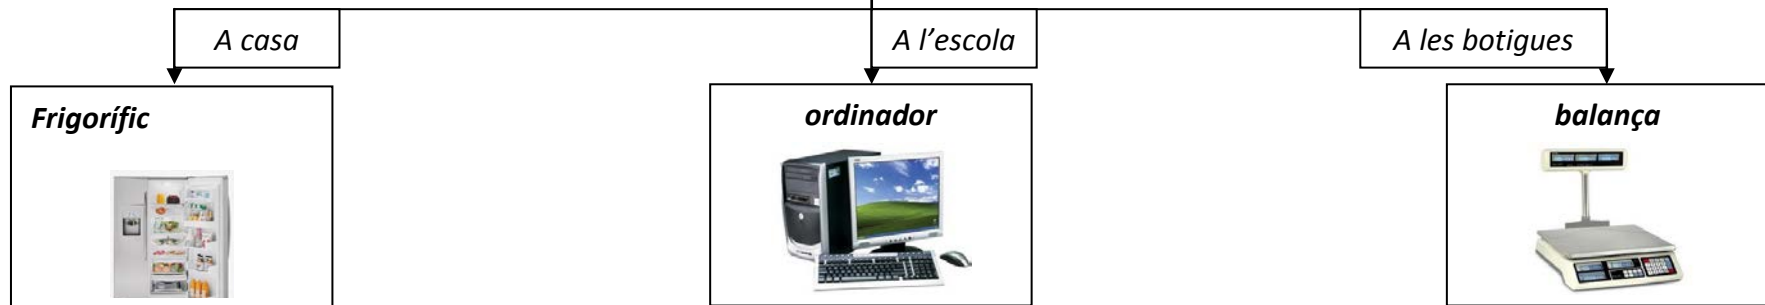 A casa
A l’escola
A les botigues
Frigorífic
ordinador
balança